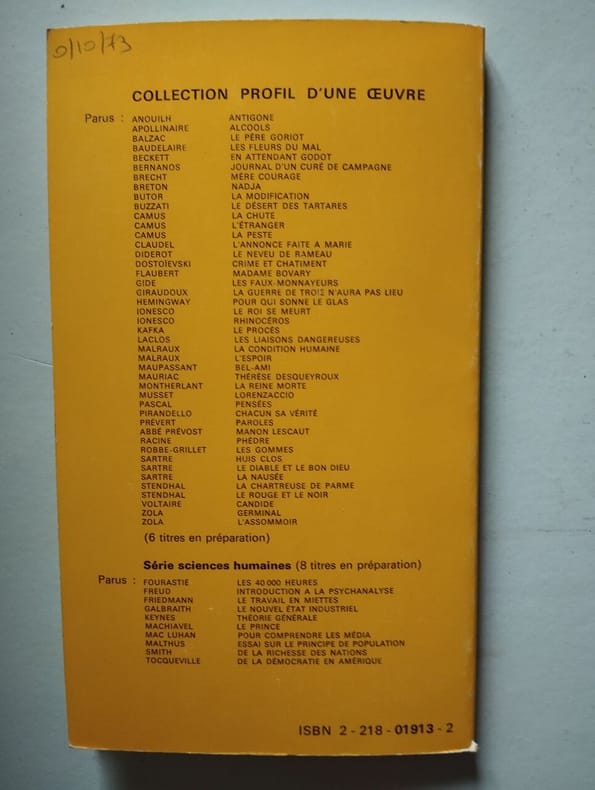 0/10/73
COLLECTION PROFIL D'UNE ŒUVRE
Parus : ANOUILH ANTIGONE
APOLLINAIRE ALCOOLS
BALZAC LE PÈRE GORIOT
BAUDELAIRE LES FLEURS DU MAL
BECKETT EN ATTENDANT GODOT
BERNANOS JOURNAL D'UN CURÉ DE CAMPAGNE
BRECHT MÈRE COURAGE
BRETON NADJA
BUTOR LA MODIFICATION
BUZZATI LE DÉSERT DES TARTARES
CAMUS LA CHUTE
CAMUS L'ÉTRANGER
CAMUS LA PESTE
CLAUDEL L'ANNONCE FAITE A MARIE
DIDEROT LE NEVEU DE RAMEAU
DOSTOÏEVSKI CRIME ET CHATIMENT
FLAUBERT MADAME BOVARY
GIDE LES FAUX-MONNAYEURS
GIRAUDOUX LA GUERRE DE TROIE N'AURA PAS LIEU
HEMINGWAY POUR QUI SONNE LE GLAS
IONESCO LE ROI SE MEURT
IONESCO RHINOCÉROS
KAFKA LE PROCÈS
LACLOS LES LIAISONS DANGEREUSES
MALRAUX LA CONDITION HUMAINE
MALRAUX L'ESPOIR
MAUPASSANT BEL-AMI
MAURIAC THÉRÈSE DESQUEYROUX
MONTHERLANT LA REINE MORTE
MUSSET LORENZACCIO
PASCAL PENSÉES
PIRANDELLO CHACUN SA VÉRITÉ
PRÉVERT PAROLES
ABBÉ PRÉVOST MANON LESCAUT
RACINE PHÈDRE
ROBBE-GRILLET LES GOMMES
SARTRE HUIS CLOS
SARTRE LE DIABLE ET LE BON DIEU
SARTRE LA NAUSÉE
STENDHAL LA CHARTREUSE DE PARME
STENDHAL LE ROUGE ET LE NOIR
VOLTAIRE CANDIDE
ZOLA GERMINAL
ZOLA L'ASSOMMOIR
(6 titres en préparation)
Série sciences humaines (8 titres en préparation)
Parus : FOURASTIÉ LES 40 000 HEURES
FREUD INTRODUCTION A LA PSYCHANALYSE
FRIEDMANN LE TRAVAIL EN MIETTES
GALBRAITH LE NOUVEL ÉTAT INDUSTRIEL
KEYNES THÉORIE GÉNÉRALE
MACHIAVEL LE PRINCE
MAC LUHAN POUR COMPRENDRE LES MÉDIA
MALTHUS ESSAI SUR LE PRINCIPE DE POPULATION
SMITH DE LA RICHESSE DES NATIONS
TOCQUEVILLE DE LA DÉMOCRATIE EN AMÉRIQUE
ISBN 2 - 218 - 01913 - 2